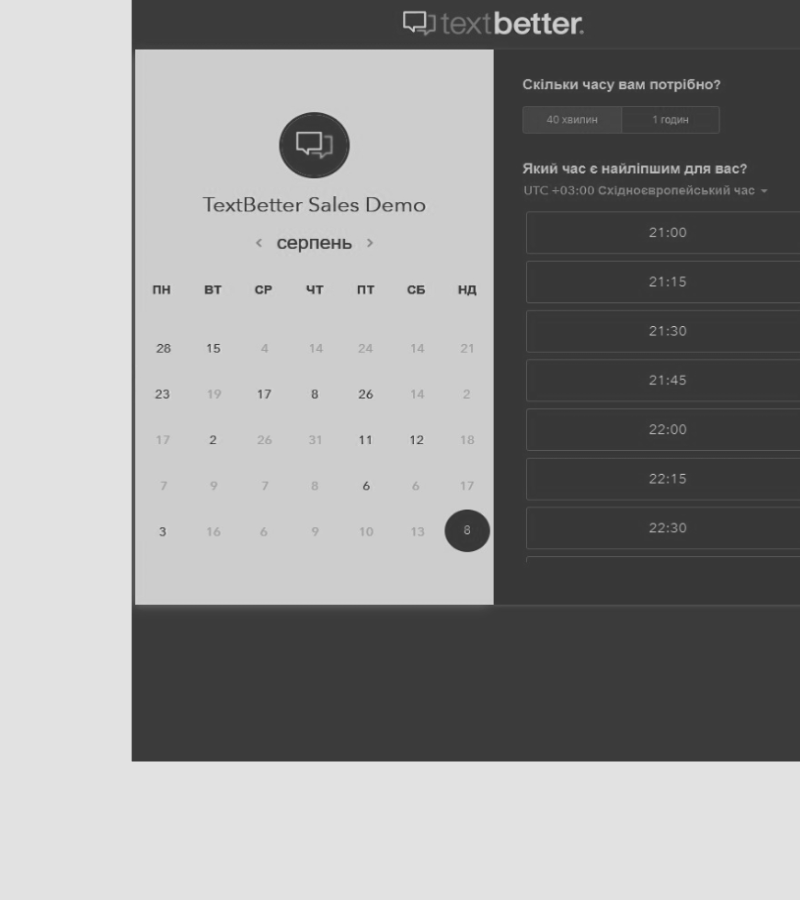 textbetter.
TextBetter Sales Demo
< серпень >
ПН ВТ СР ЧТ ПТ СБ НД
28 15 4 14 24 14 21
23 19 17 8 26 14 2
17 2 26 31 11 12 18
7 9 7 8 6 6 17
3 16 6 9 10 13 8
Скільки часу вам потрібно?
40 хвилин 1 годин
Який час є найліпшим для вас?
UTC +03:00 Східноєвропейський час
21:00
21:15
21:30
21:45
22:00
22:15
22:30